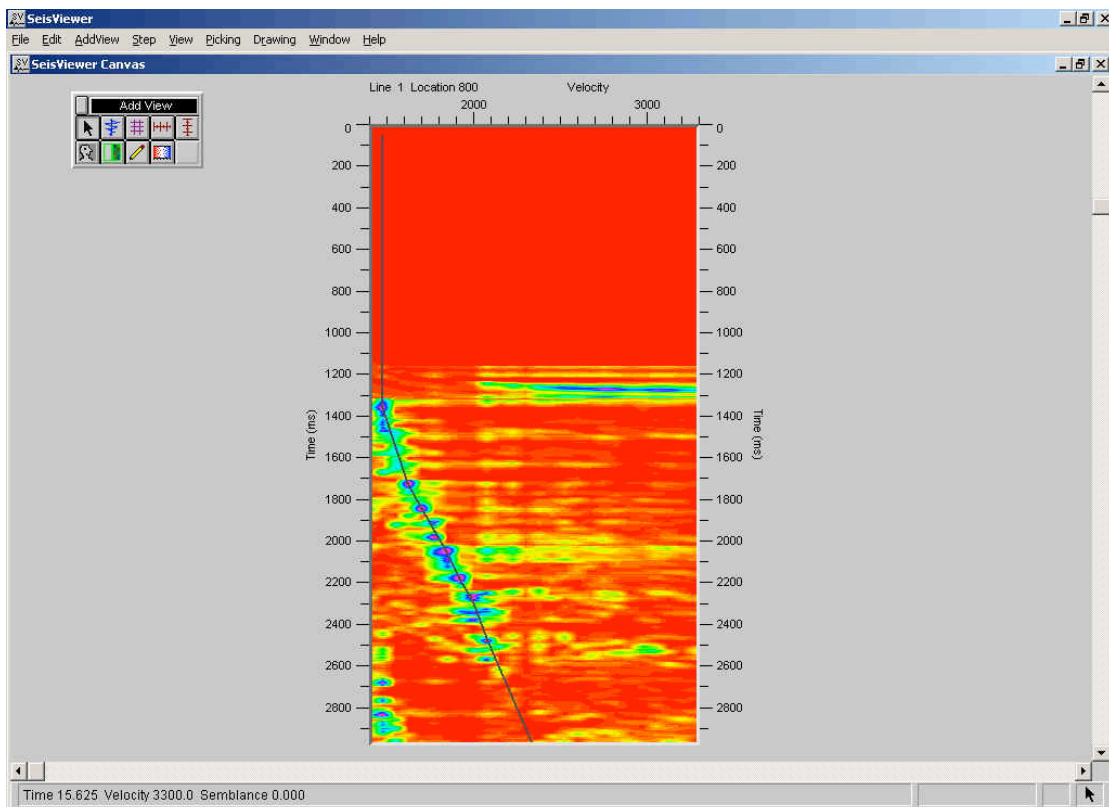 SeisViewer
File Edit AddView Step View Picking Drawing Window Help
SeisViewer Canvas
Add View
Line 1 Location 800 Velocity
2000 3000
0 0
200 200
400 400
600 600
800 800
1000 1000
1200 1200
1400 1400
Time (ms) Time (ms)
1600 1600
1800 1800
2000 2000
2200 2200
2400 2400
2600 2600
2800 2800
Time 15.625 Velocity 3300.0 Semblance 0.000